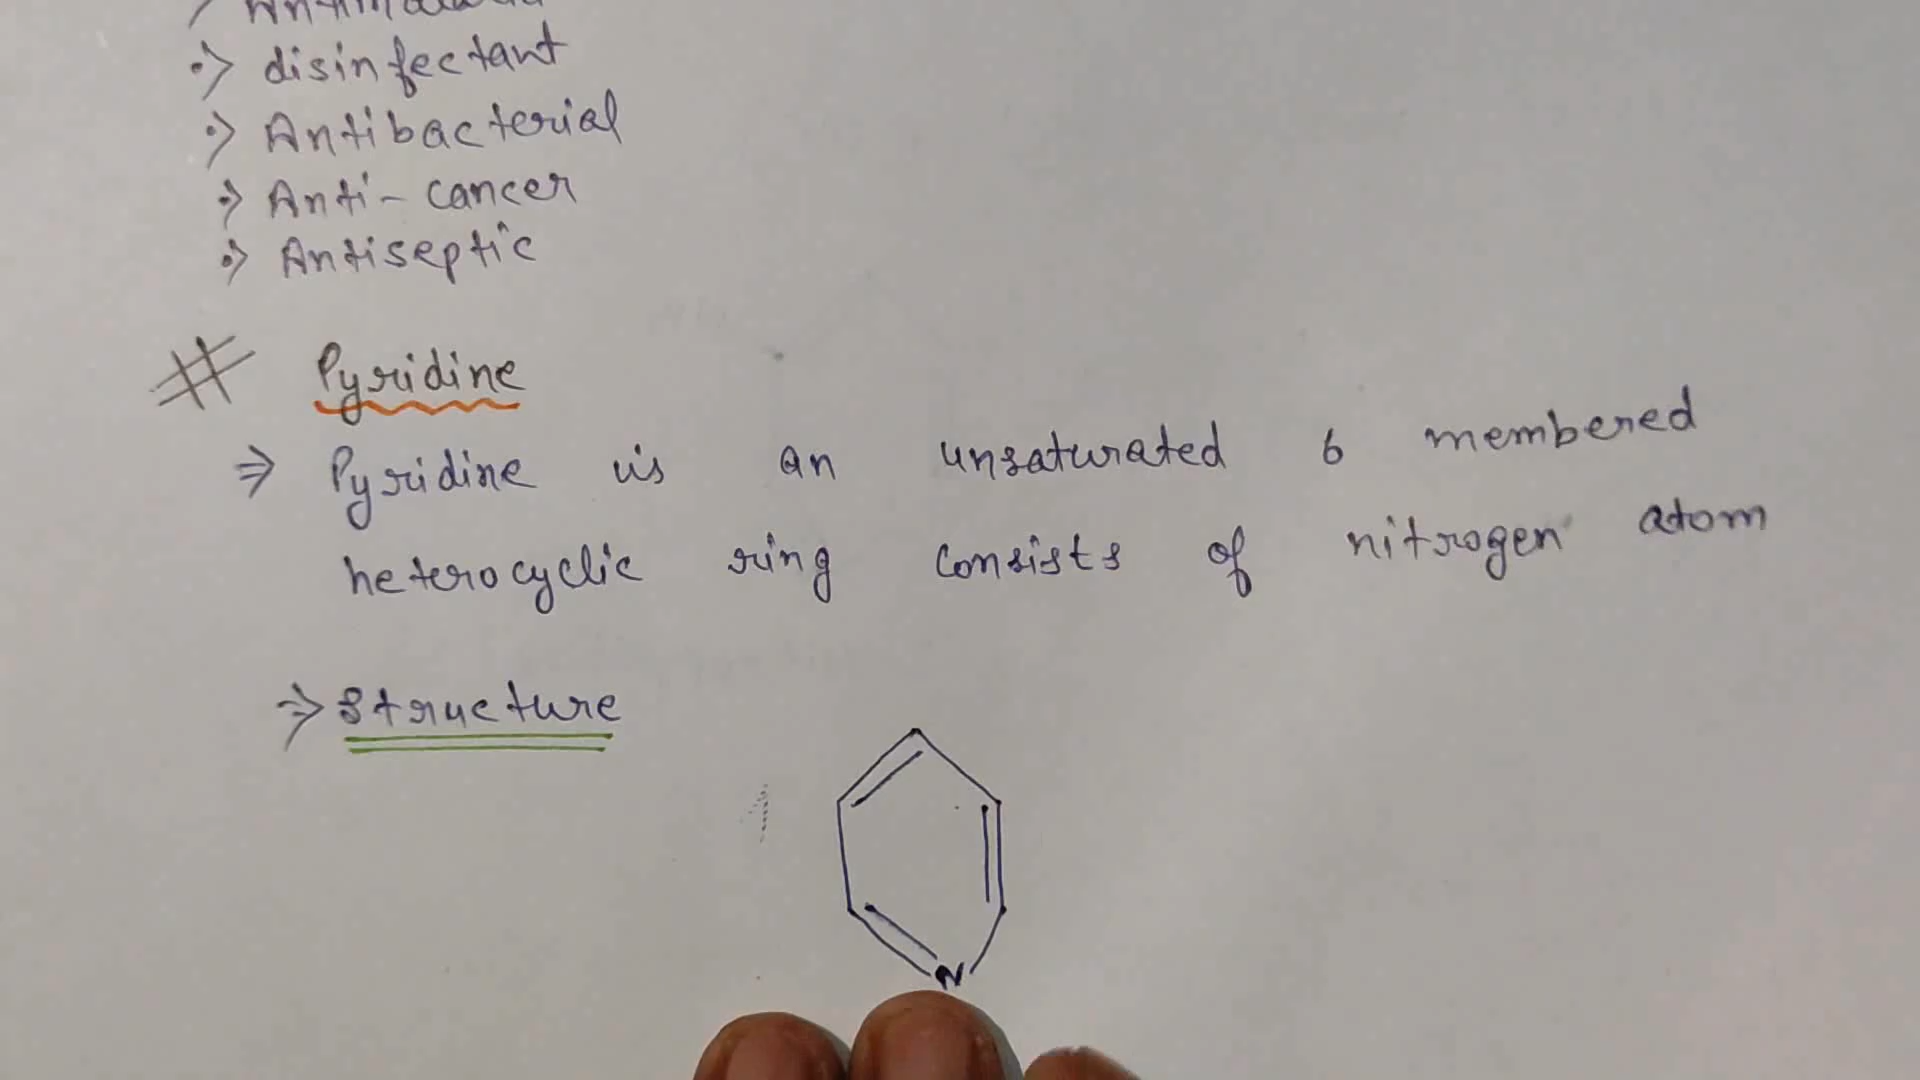 ·> disinfectant
·> Antibacterial
·> Anti-cancer
·> Antiseptic
# Pyridine
⇒ Pyridine is an unsaturated 6 membered
heterocyclic ring consists of nitrogen atom
⇒ Structure
N